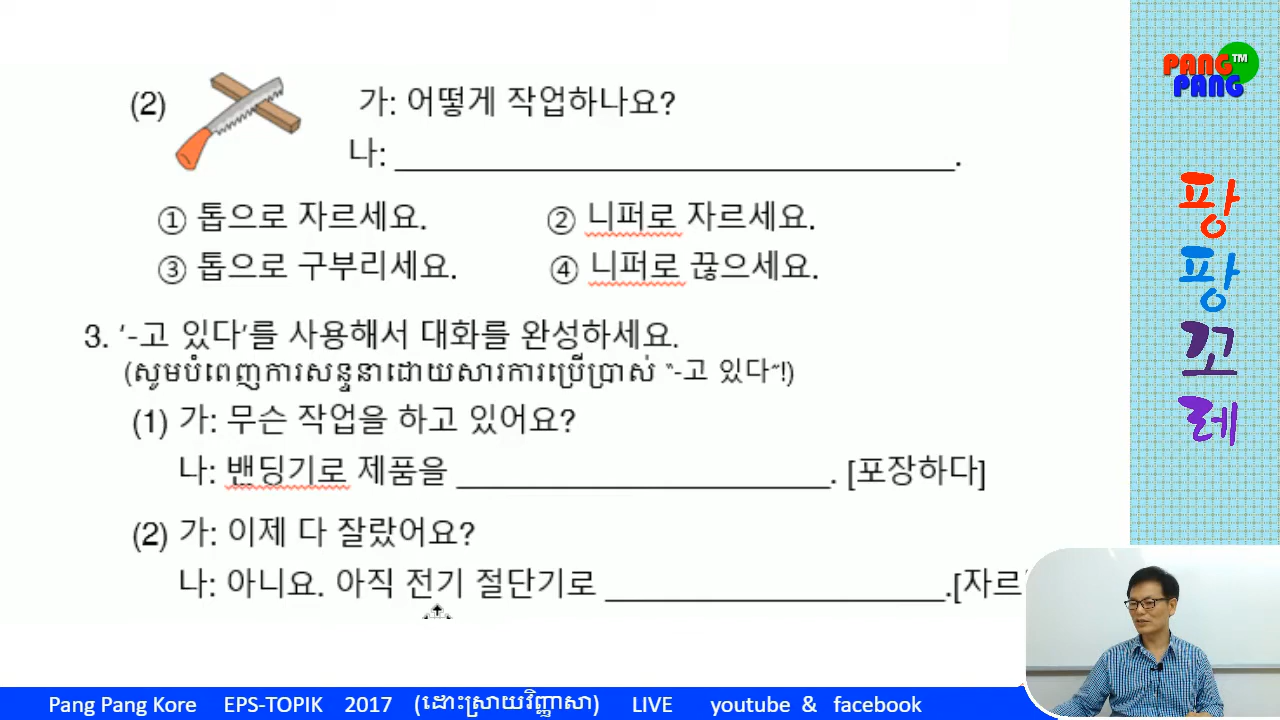 (2) 가: 어떻게 작업하나요?
나: ____________________.
① 톱으로 자르세요. ② 니퍼로 자르세요.
③ 톱으로 구부리세요. ④ 니퍼로 끊으세요.
3. ‘-고 있다’를 사용해서 대화를 완성하세요.
(សូមបំពេញការសន្ទនាដោយសារការប្រើប្រាស់ “-고 있다”!)
(1) 가: 무슨 작업을 하고 있어요?
나: 밴딩기로 제품을 ____________________. [포장하다]
(2) 가: 이제 다 잘랐어요?
나: 아니요. 아직 전기 절단기로 ____________________.[자르
PANG™
PANG
팡
팡
꼬
레
Pang Pang Kore EPS-TOPIK 2017 (ដោះស្រាយវិញ្ញាសា) LIVE youtube & facebook